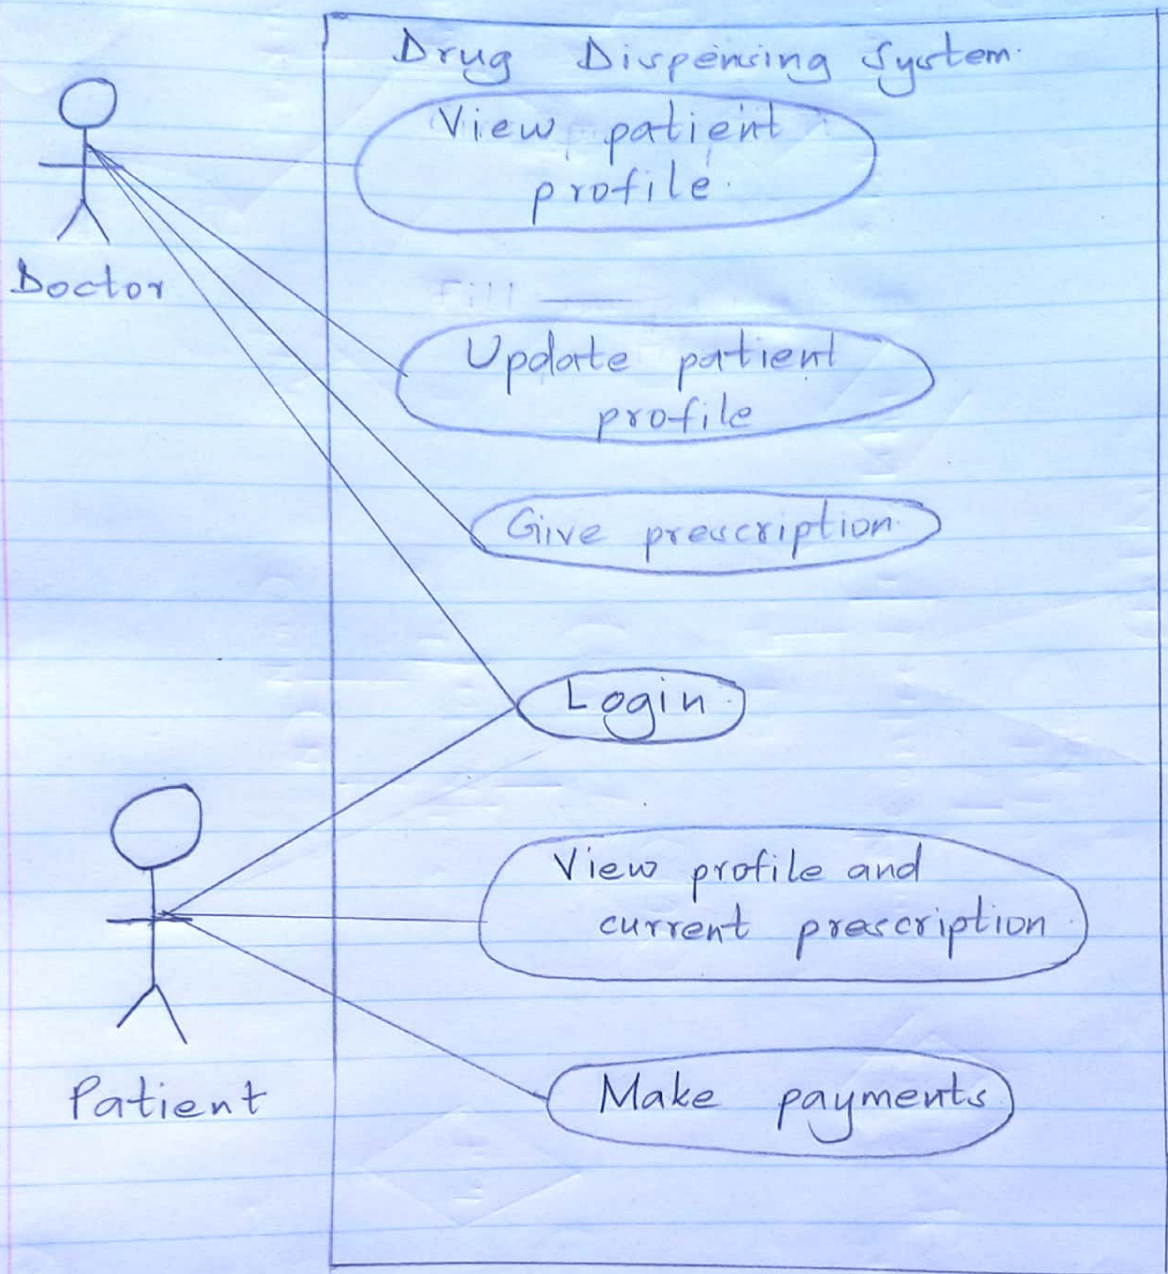 Drug Dispensing System.
View patient
profile.
Doctor
Fill
Update patient
profile
Give prescription.
Login.
View profile and
current prescription
Patient
Make payments